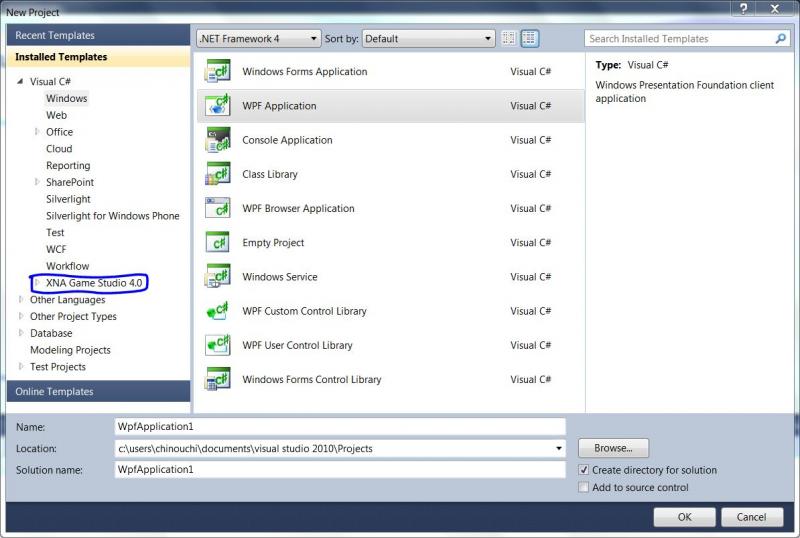 New Project
Recent Templates
.NET Framework 4 Sort by: Default Search Installed Templates
Installed Templates
Visual C#
Windows
Web
Office
Cloud
Reporting
SharePoint
Silverlight
Silverlight for Windows Phone
Test
WCF
Workflow
XNA Game Studio 4.0
Other Languages
Other Project Types
Database
Modeling Projects
Test Projects
Online Templates
Windows Forms Application Visual C#
WPF Application Visual C#
Console Application Visual C#
Class Library Visual C#
WPF Browser Application Visual C#
Empty Project Visual C#
Windows Service Visual C#
WPF Custom Control Library Visual C#
WPF User Control Library Visual C#
Windows Forms Control Library Visual C#
Type: Visual C#
Windows Presentation Foundation client
application
Name: WpfApplication1
Location: c:\users\chinouchi\documents\visual studio 2010\Projects Browse...
Solution name: WpfApplication1
Create directory for solution
Add to source control
OK Cancel